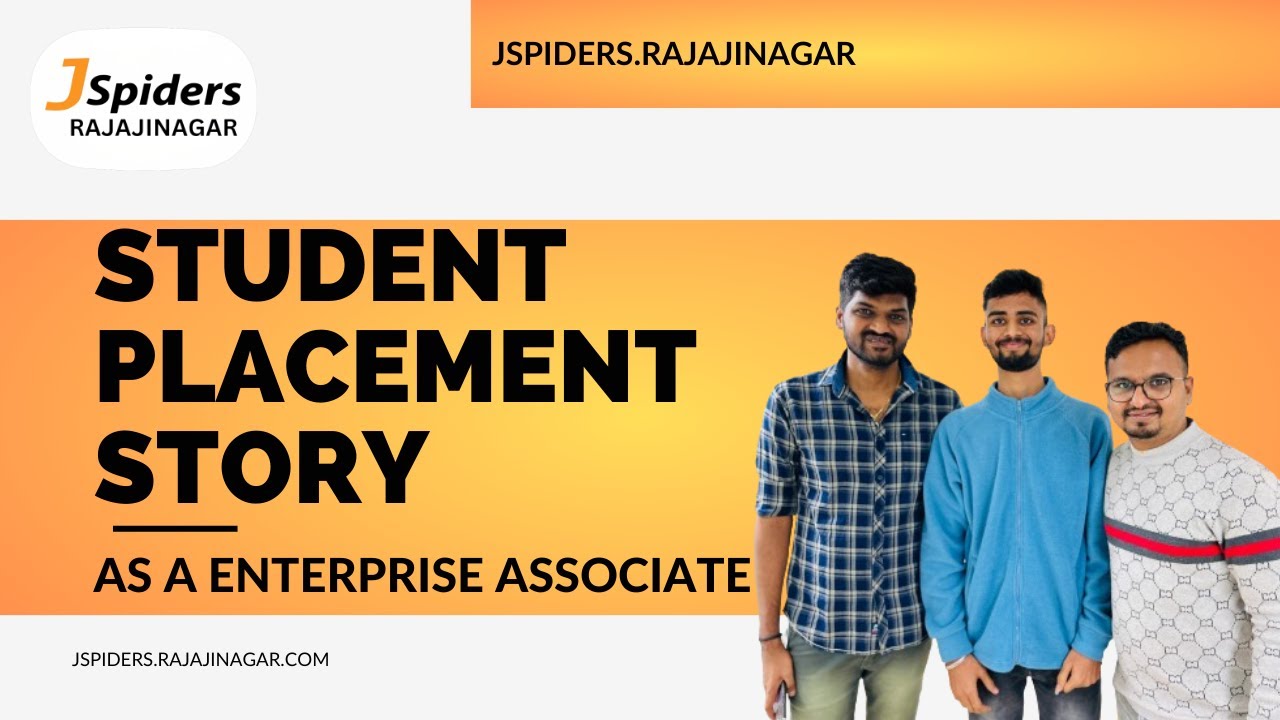 JSpiders
RAJAJINAGAR
JSPIDERS.RAJAJINAGAR
STUDENT
PLACEMENT
STORY
AS A ENTERPRISE ASSOCIATE
JSPIDERS.RAJAJINAGAR.COM